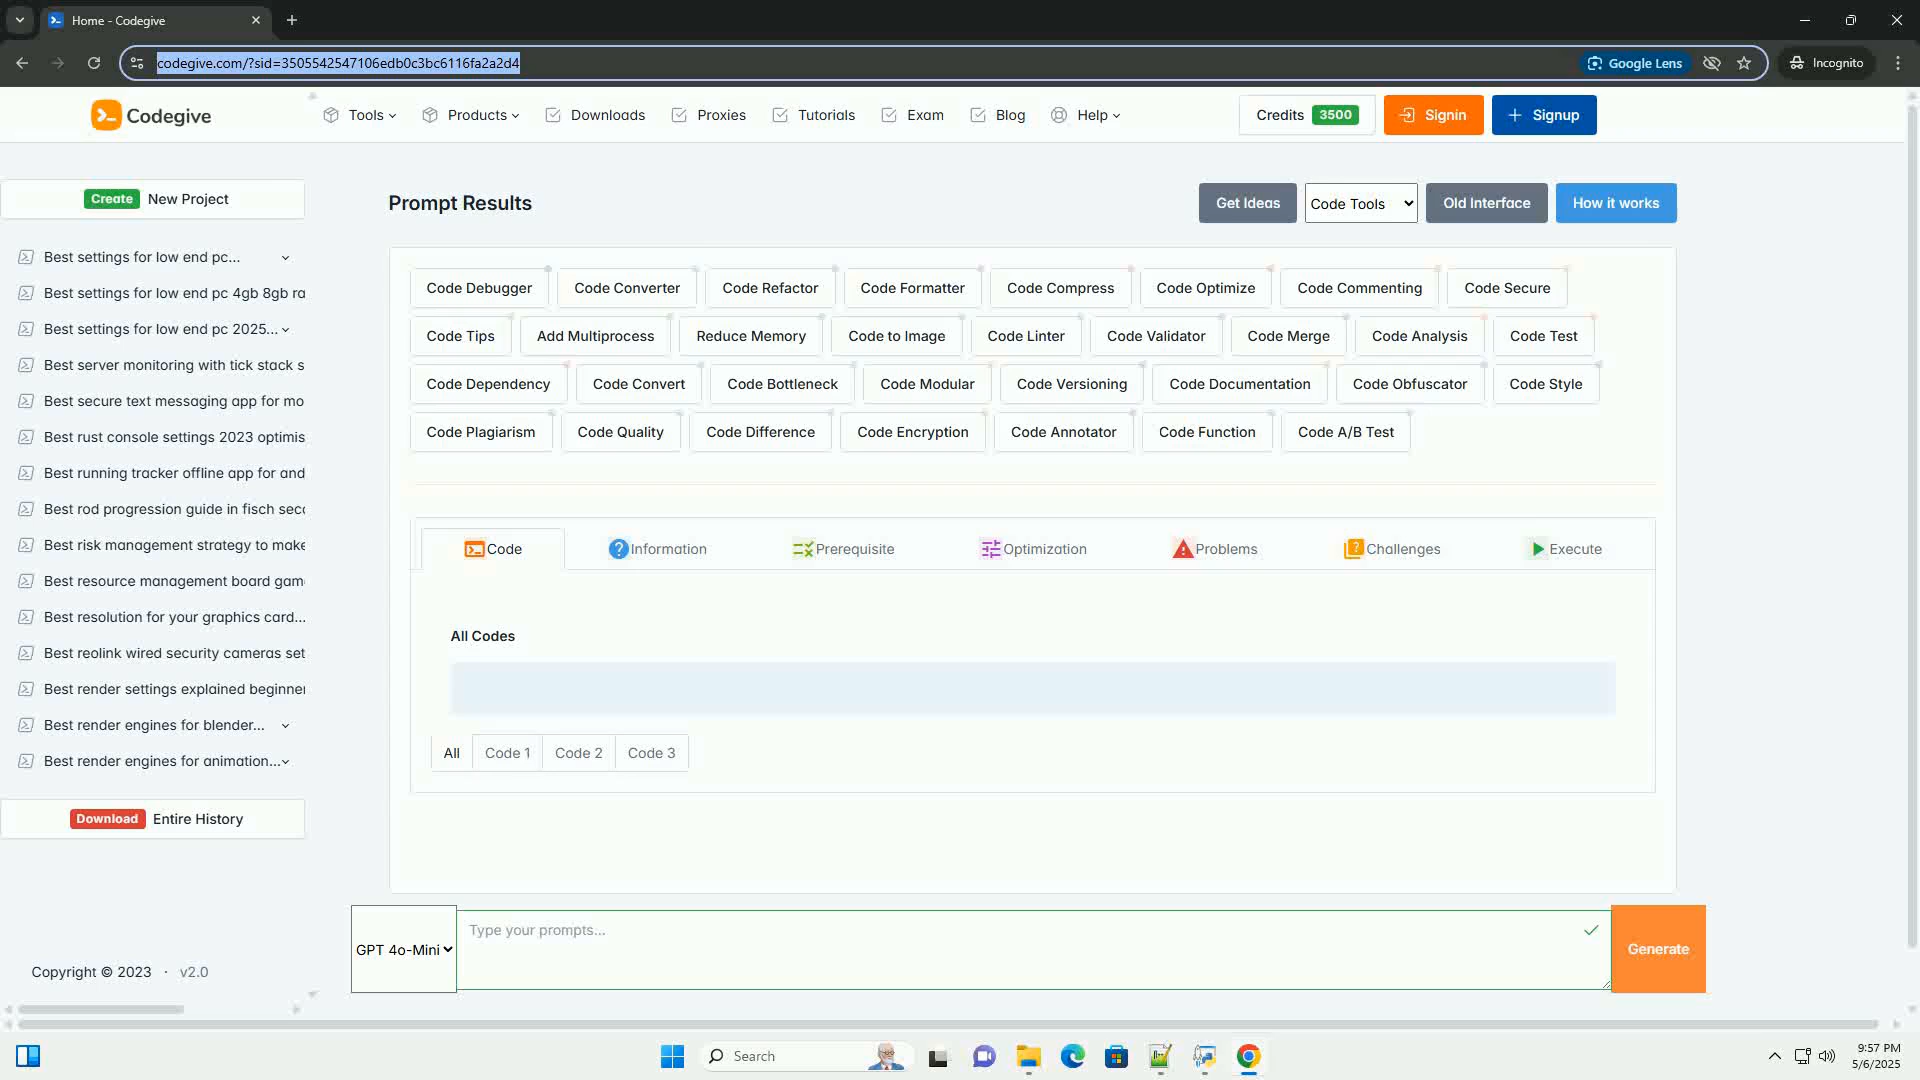 Home - Codegive
codegive.com/?sid=3505542547106edb0c3bc6116fa2a2d4
Google Lens
Incognito
Codegive
Tools
Products
Downloads
Proxies
Tutorials
Exam
Blog
Help
Credits 3500
Signin
Signup
Create New Project
Best settings for low end pc...
Best settings for low end pc 4gb 8gb ra
Best settings for low end pc 2025...
Best server monitoring with tick stack s
Best secure text messaging app for mo
Best rust console settings 2023 optimis
Best running tracker offline app for and
Best rod progression guide in fisch sec
Best risk management strategy to make
Best resource management board gam
Best resolution for your graphics card...
Best reolink wired security cameras set
Best render settings explained beginner
Best render engines for blender...
Best render engines for animation...
Download Entire History
Copyright © 2023 · v2.0
Prompt Results
Get Ideas
Code Tools
Old Interface
How it works
Code Debugger
Code Converter
Code Refactor
Code Formatter
Code Compress
Code Optimize
Code Commenting
Code Secure
Code Tips
Add Multiprocess
Reduce Memory
Code to Image
Code Linter
Code Validator
Code Merge
Code Analysis
Code Test
Code Dependency
Code Convert
Code Bottleneck
Code Modular
Code Versioning
Code Documentation
Code Obfuscator
Code Style
Code Plagiarism
Code Quality
Code Difference
Code Encryption
Code Annotator
Code Function
Code A/B Test
Code
Information
Prerequisite
Optimization
Problems
Challenges
Execute
All Codes
All
Code 1
Code 2
Code 3
GPT 4o-Mini
Type your prompts...
Generate
Search
9:57 PM
5/6/2025